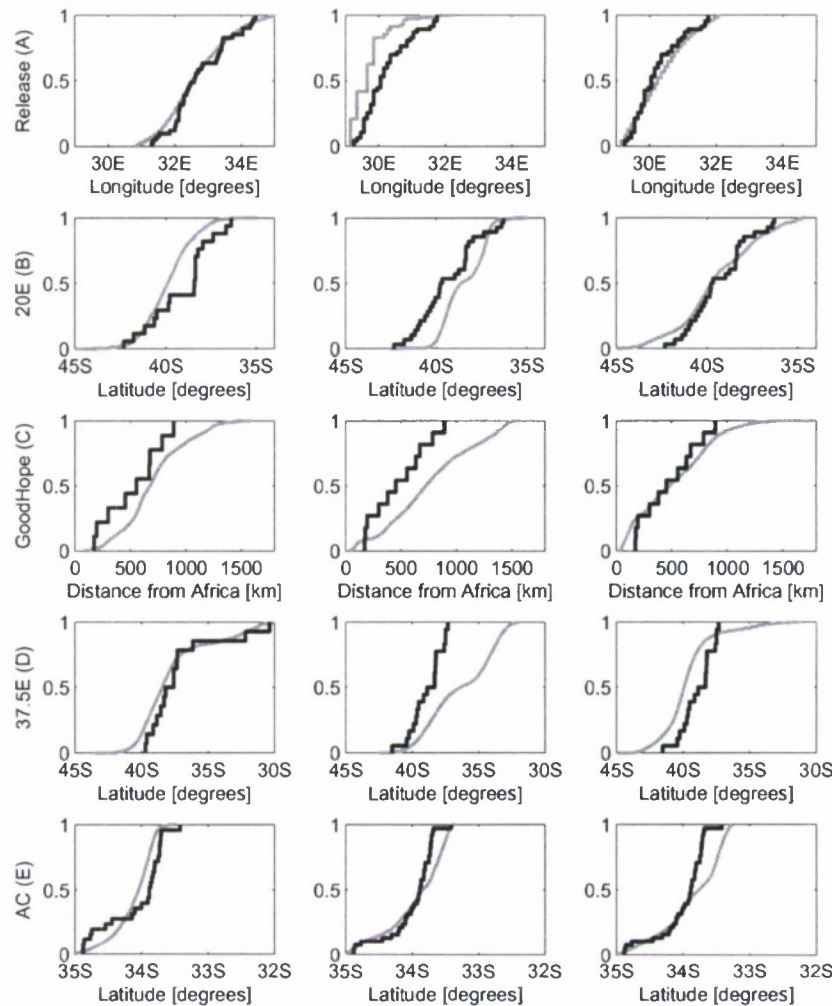 Release (A)
1
0.5
0
30E 32E 34E
Longitude [degrees]
1
0.5
0
30E 32E 34E
Longitude [degrees]
1
0.5
0
30E 32E 34E
Longitude [degrees]
20E (B)
1
0.5
0
45S 40S 35S
Latitude [degrees]
1
0.5
0
45S 40S 35S
Latitude [degrees]
1
0.5
0
45S 40S 35S
Latitude [degrees]
GoodHope (C)
1
0.5
0
0 500 1000 1500
Distance from Africa [km]
1
0.5
0
0 500 1000 1500
Distance from Africa [km]
1
0.5
0
0 500 1000 1500
Distance from Africa [km]
37.5E (D)
1
0.5
0
45S 40S 35S 30S
Latitude [degrees]
1
0.5
0
45S 40S 35S 30S
Latitude [degrees]
1
0.5
0
45S 40S 35S 30S
Latitude [degrees]
AC (E)
1
0.5
0
35S 34S 33S 32S
Latitude [degrees]
1
0.5
0
35S 34S 33S 32S
Latitude [degrees]
1
0.5
0
35S 34S 33S 32S
Latitude [degrees]